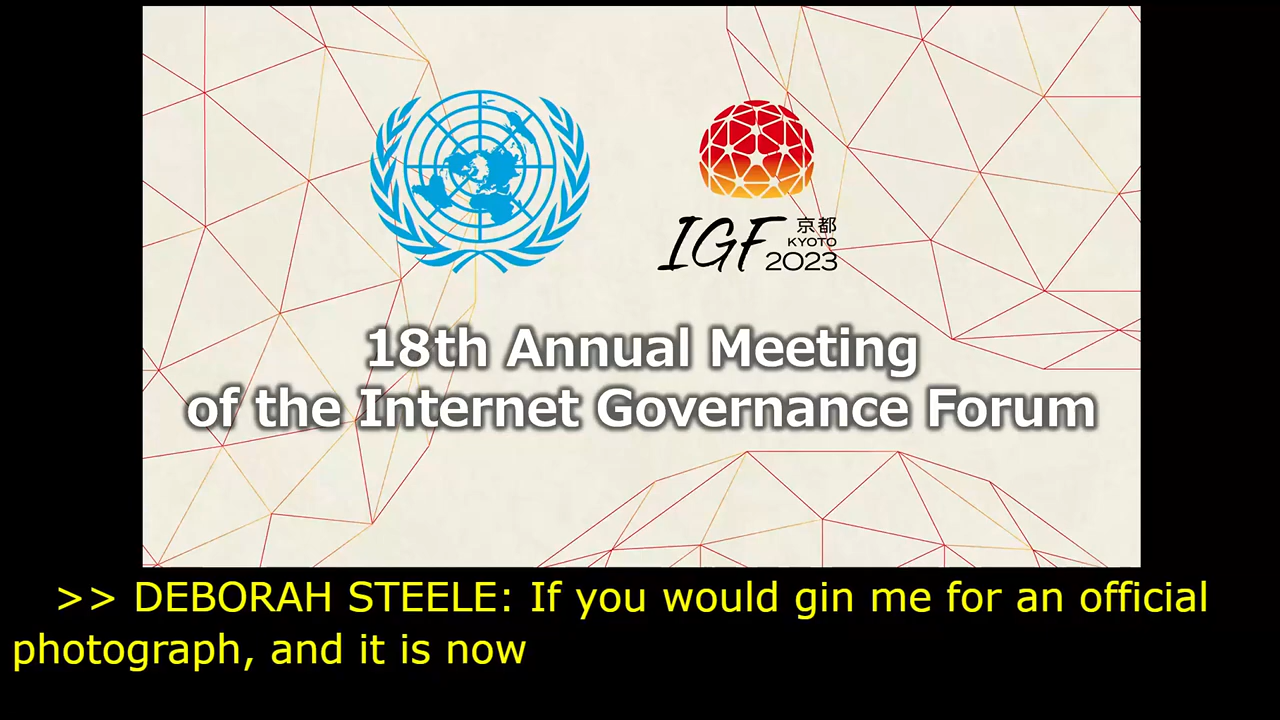 IGF 京都
KYOTO
2023
18th Annual Meeting
of the Internet Governance Forum
>> DEBORAH STEELE: If you would gin me for an official
photograph, and it is now